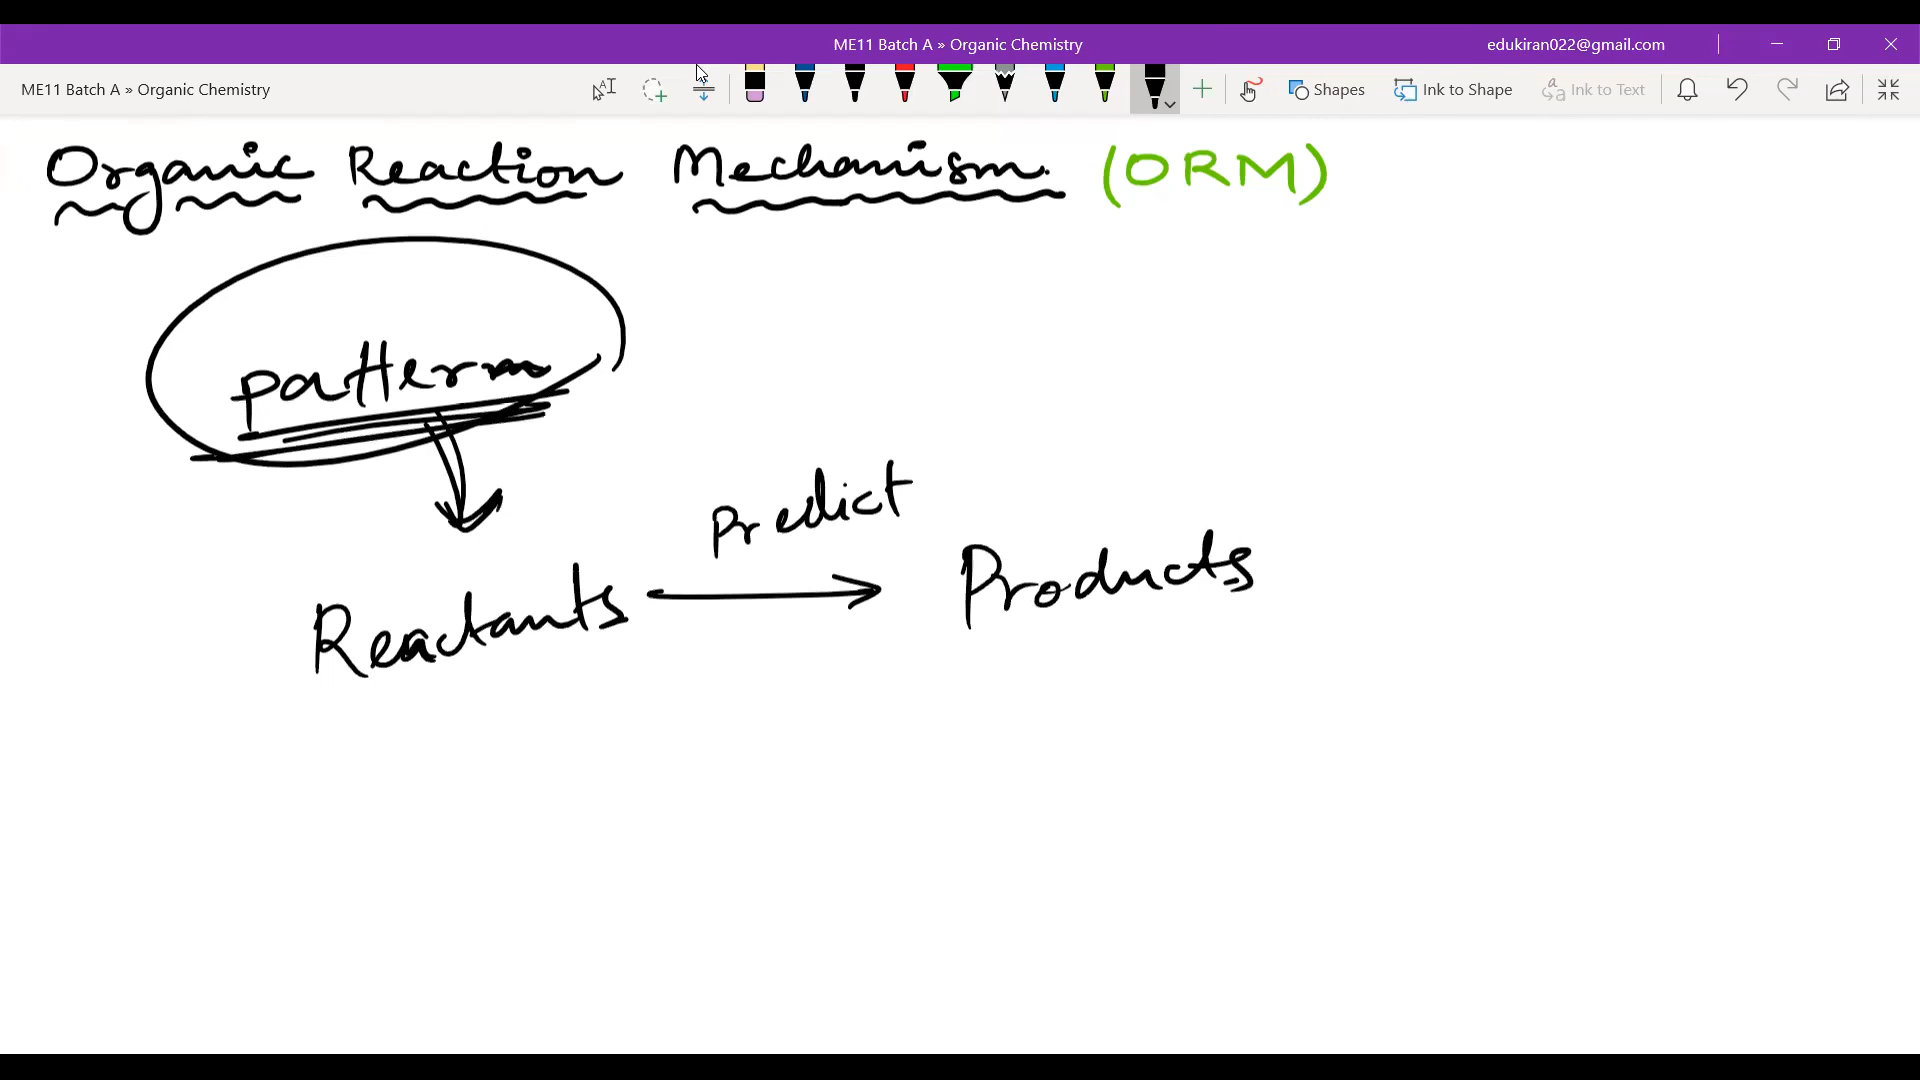 ME11 Batch A » Organic Chemistry
edukiran022@gmail.com
ME11 Batch A » Organic Chemistry
Shapes
Ink to Shape
Ink to Text
Organic Reaction Mechanism. (ORM)
pattern
Predict
Reactants → Products